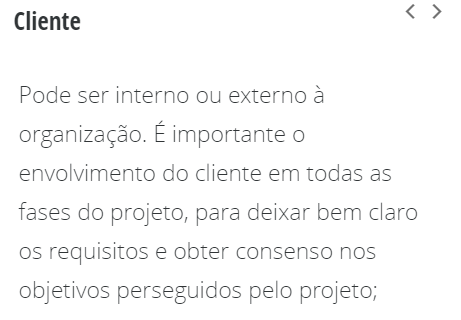 Cliente
Pode ser interno ou externo à
organização. É importante o
envolvimento do cliente em todas as
fases do projeto, para deixar bem claro
os requisitos e obter consenso nos
objetivos perseguidos pelo projeto;